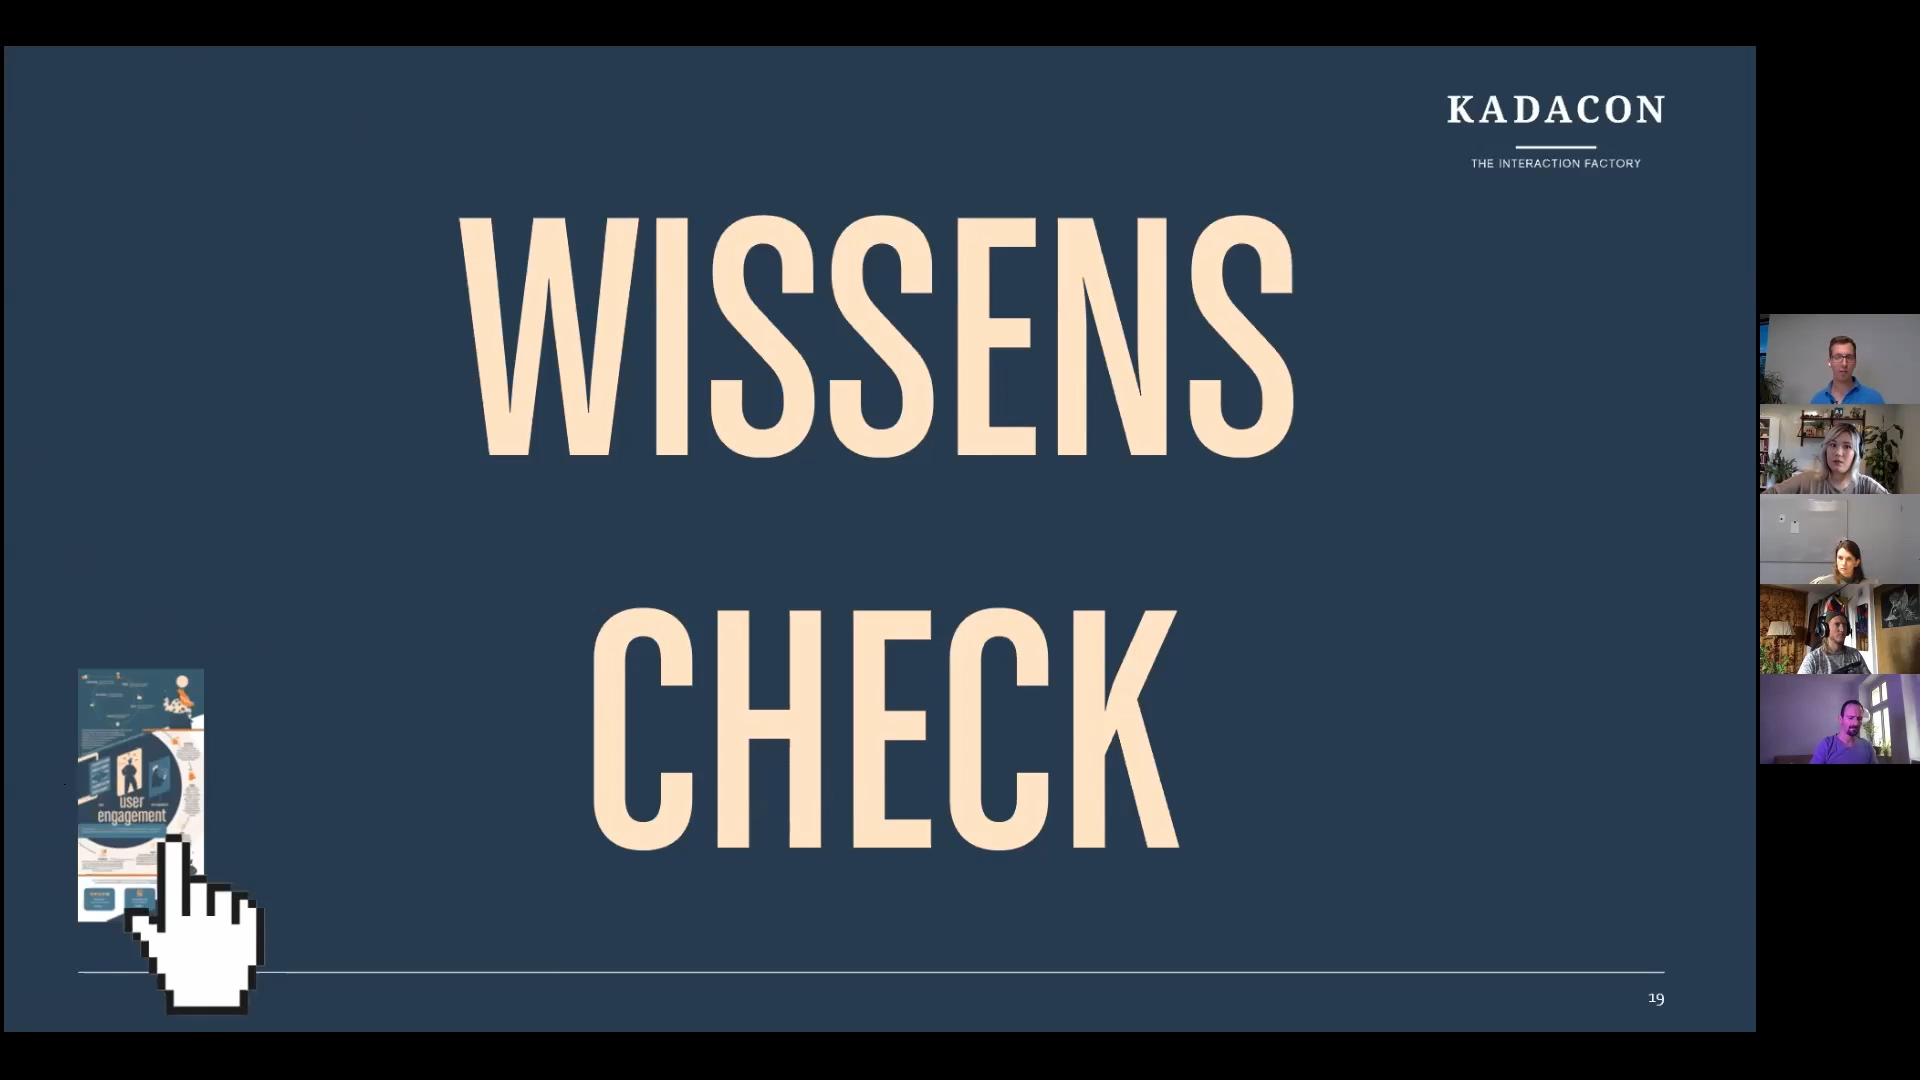 KADACON
THE INTERACTION FACTORY
WISSENS
CHECK
user
engagement
19